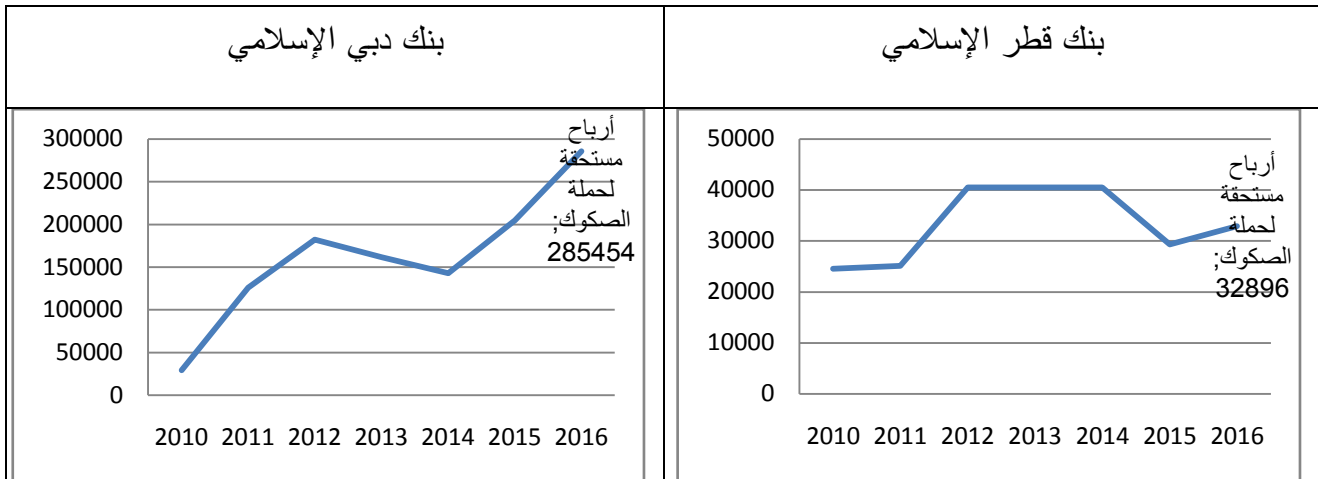 بنك قطر الإسلامي
بنك دبي الإسلامي
50000
40000
30000
20000
10000
0
2010 2011 2012 2013 2014 2015 2016
أرباح
مستحقة
لحملة
الصكوك;
32896
300000
250000
200000
150000
100000
50000
0
2010 2011 2012 2013 2014 2015 2016
أرباح
مستحقة
لحملة
الصكوك;
285454